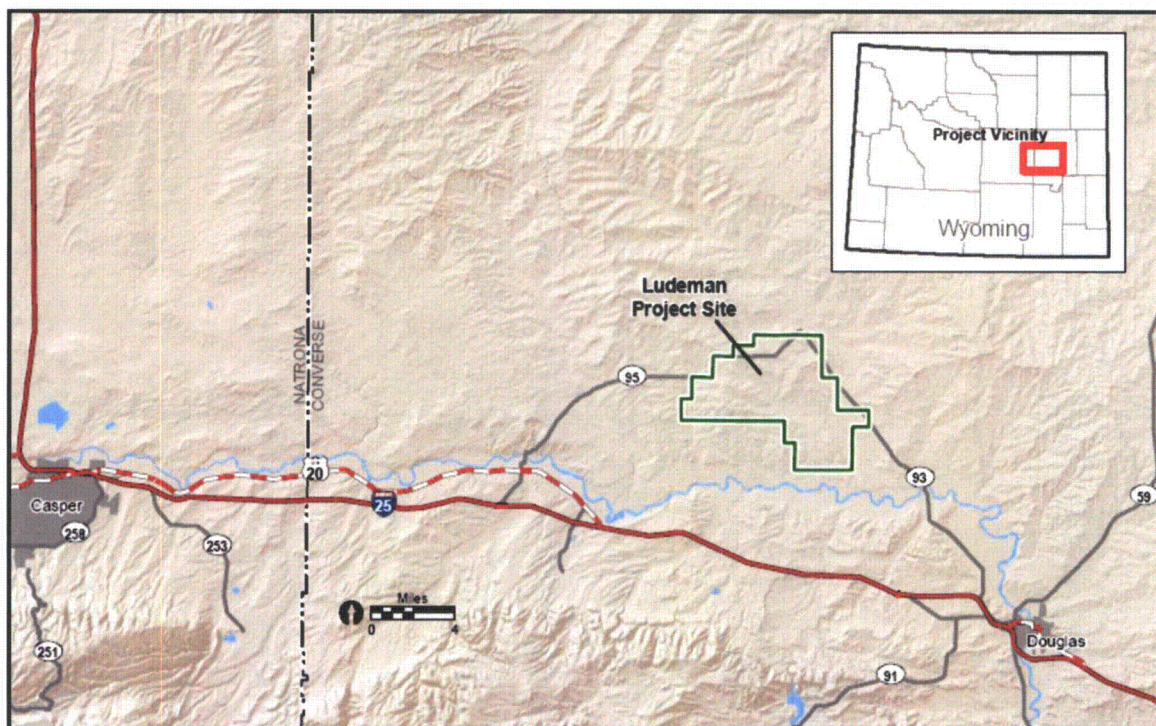 Project Vicinity
Wyoming
Ludeman
Project Site
NATRONA
CONVERSE
95
20
25
Casper
258
253
93
59
Miles
0 4
251
Douglas
91